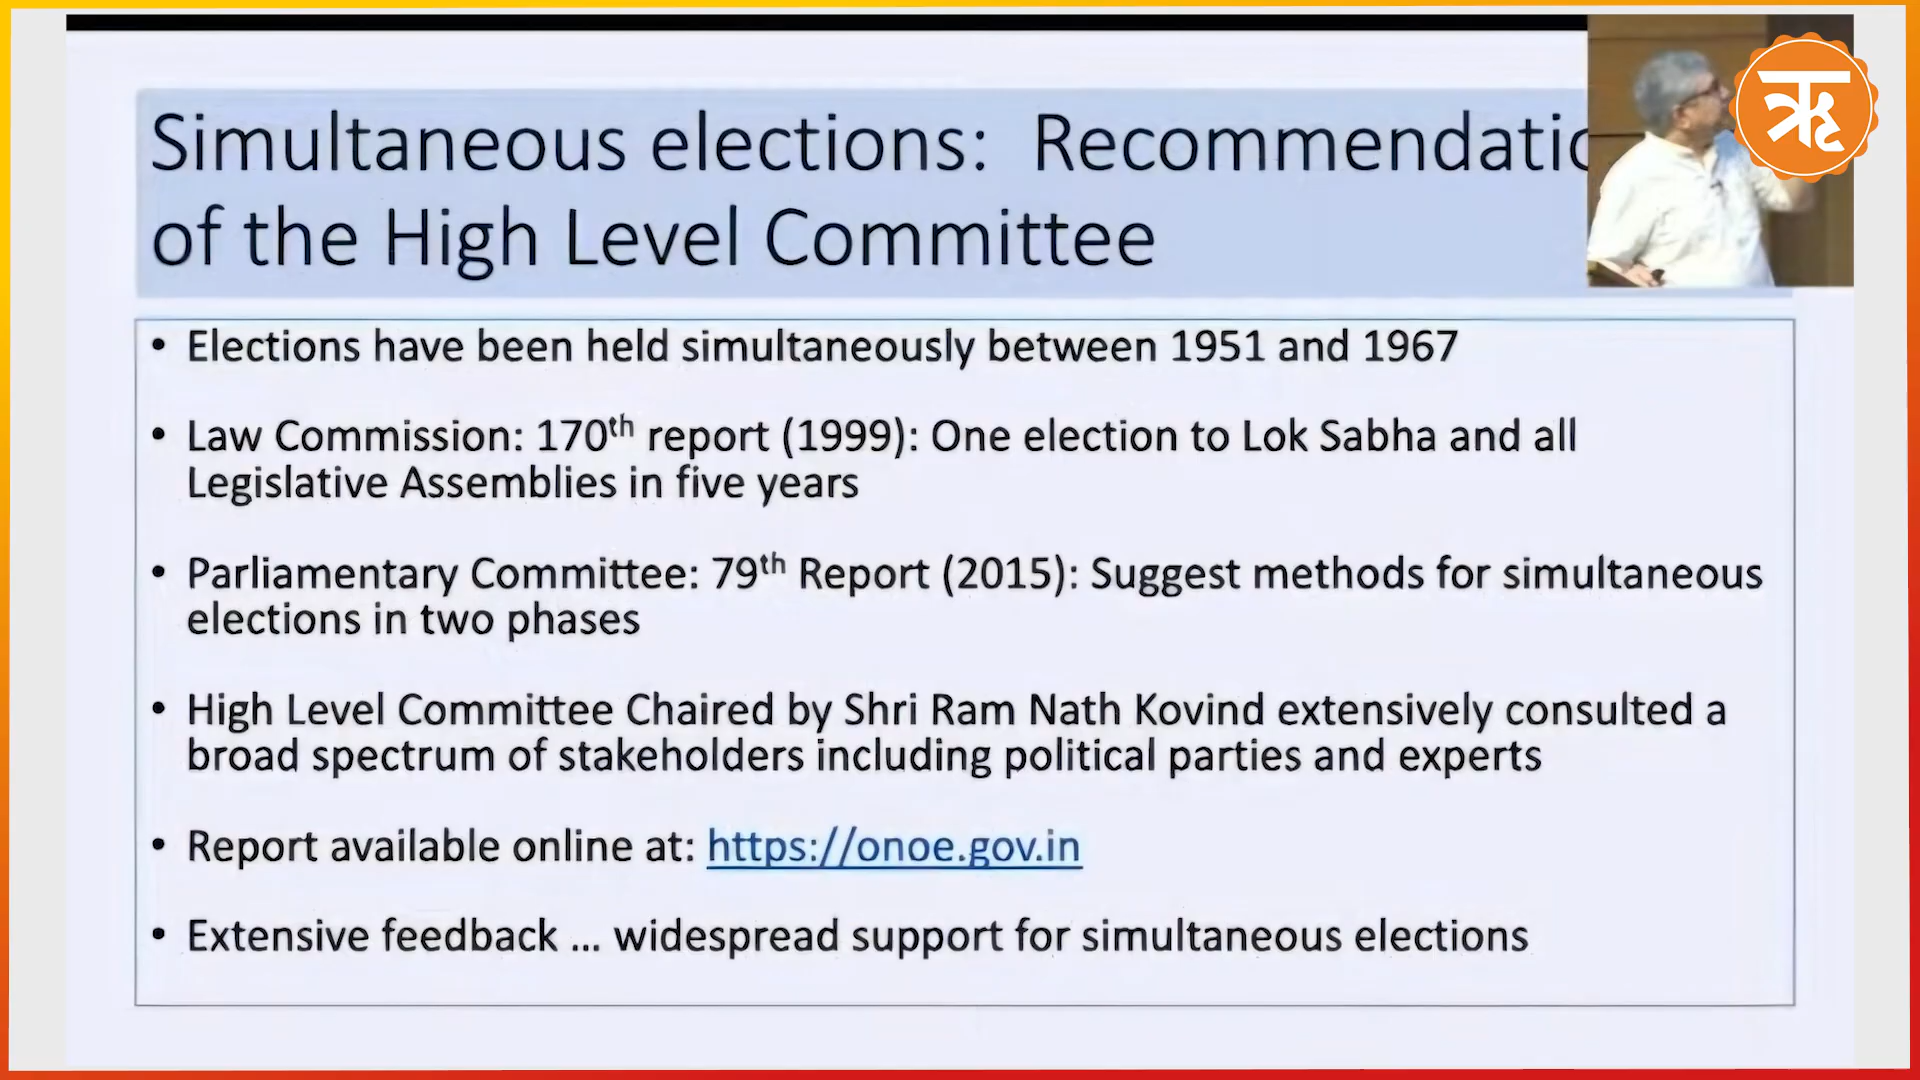 Simultaneous elections: Recommendatio
of the High Level Committee
• Elections have been held simultaneously between 1951 and 1967
• Law Commission: 170th report (1999): One election to Lok Sabha and all
Legislative Assemblies in five years
• Parliamentary Committee: 79th Report (2015): Suggest methods for simultaneous
elections in two phases
• High Level Committee Chaired by Shri Ram Nath Kovind extensively consulted a
broad spectrum of stakeholders including political parties and experts
• Report available online at: https://onoe.gov.in
• Extensive feedback ... widespread support for simultaneous elections
ऋ